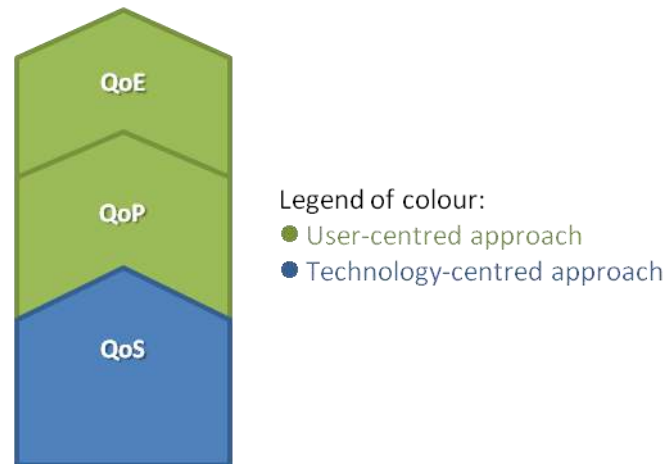 QoE
QoP
QoS
Legend of colour:
User-centred approach
Technology-centred approach